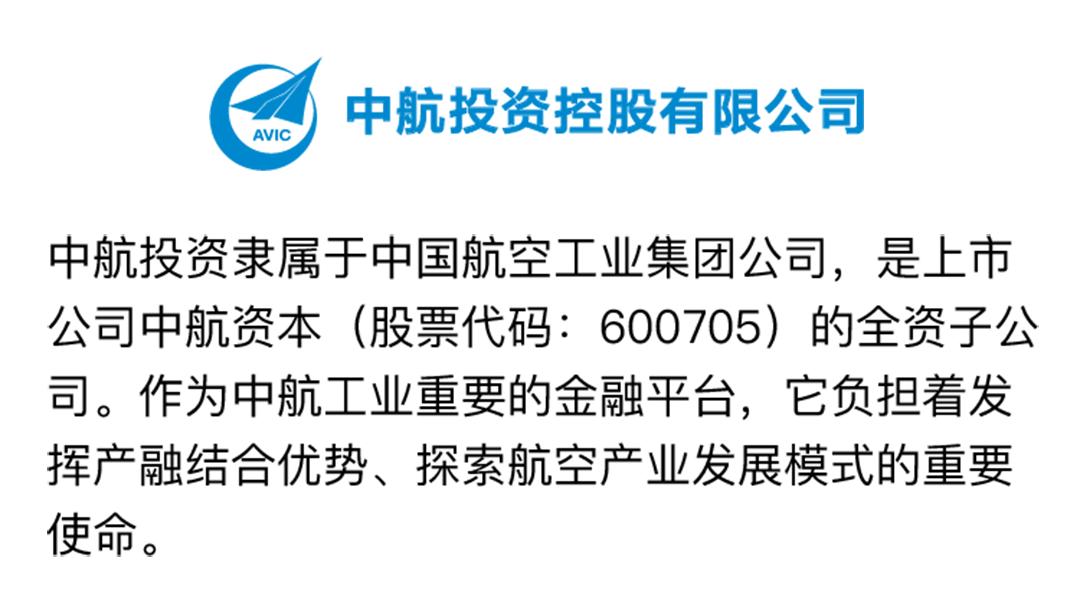 AVIC
中航投资控股有限公司
中航投资隶属于中国航空工业集团公司，是上市
公司中航资本（股票代码：600705）的全资子公
司。作为中航工业重要的金融平台，它负担着发
挥产融结合优势、探索航空产业发展模式的重要
使命。